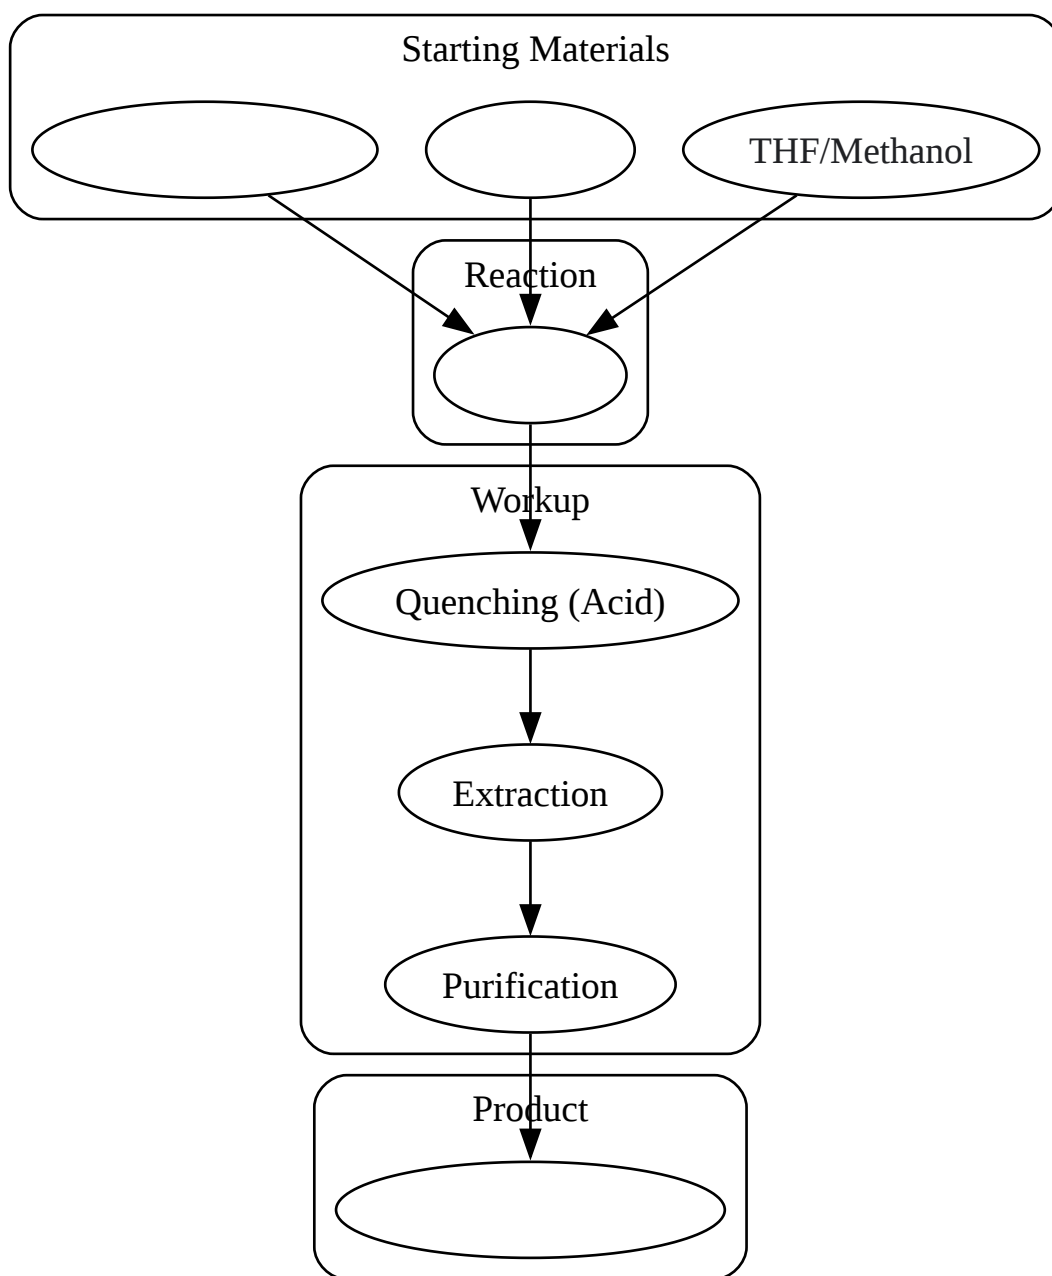 Starting Materials
THF/Methanol
Reaction
Workup
Quenching (Acid)
Extraction
Purification
Product